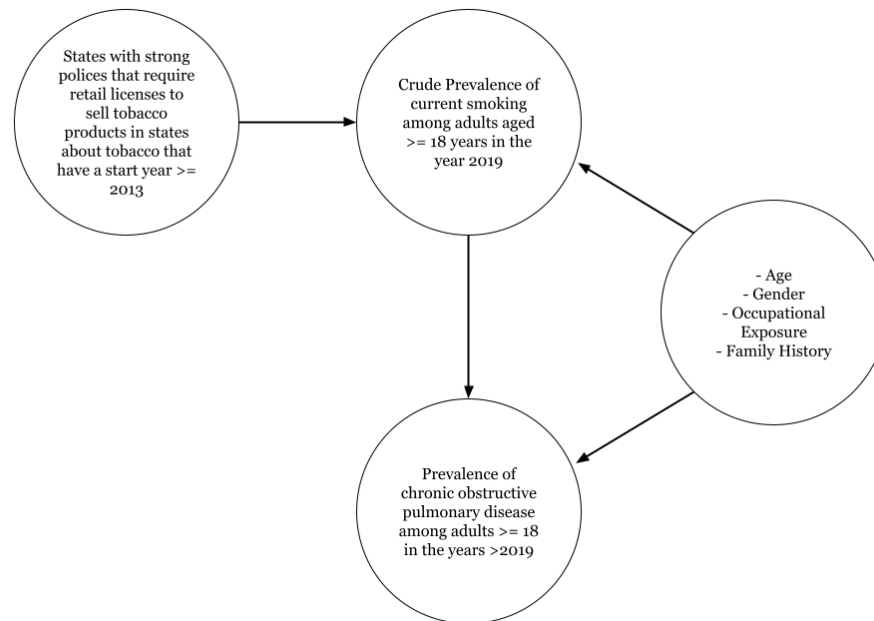 States with strong
polices that require
retail licenses to
sell tobacco
products in states
about tobacco that
have a start year >=
2013
Crude Prevalence of
current smoking
among adults aged
>= 18 years in the
year 2019
- Age
- Gender
- Occupational
Exposure
- Family History
Prevalence of
chronic obstructive
pulmonary disease
among adults >= 18
in the years >2019